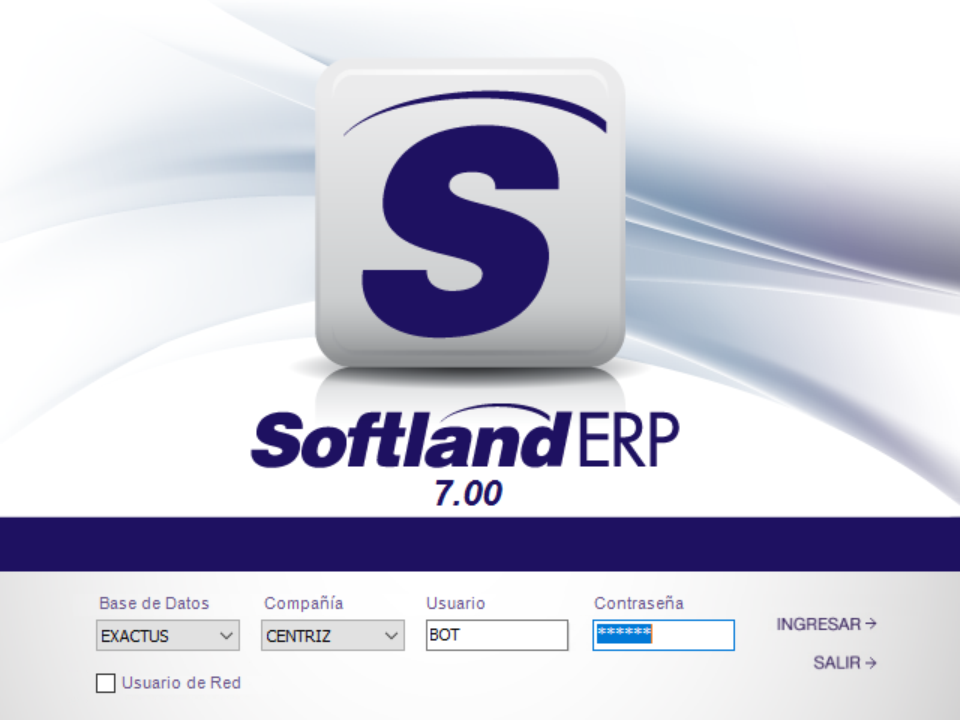 S
Softland ERP
7.00
Base de Datos Compañía Usuario Contraseña
EXACTUS CENTRIZ BOT ******
INGRESAR →
SALIR →
Usuario de Red